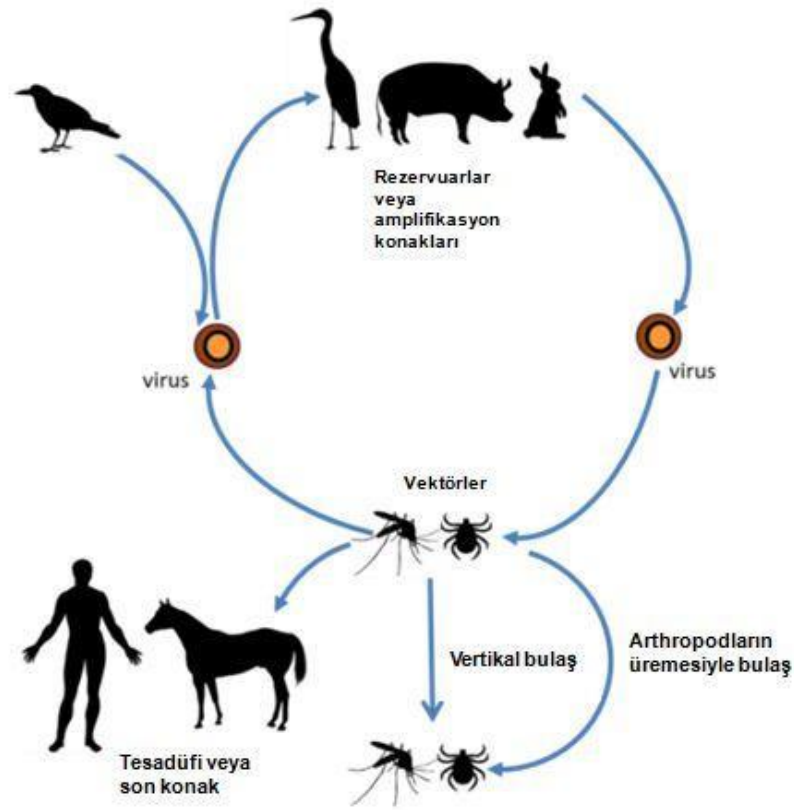 Rezervuarlar
veya
amplifikasyon
konakları
virus
virus
Vektörler
Vertikal bulaş
Arthropodların
üremesiyle bulaş
Tesadüfi veya
son konak